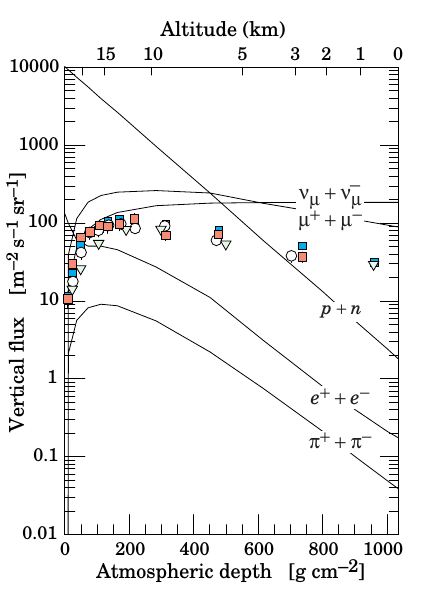 Altitude (km)
15 10 5 3 2 1 0
10000
1000
100
10
1
0.1
0.01
Vertical flux [m⁻² s⁻¹ sr⁻¹]
νμ + ν̄μ
μ⁺ + μ⁻
p + n
e⁺ + e⁻
π⁺ + π⁻
0 200 400 600 800 1000
Atmospheric depth [g cm⁻²]